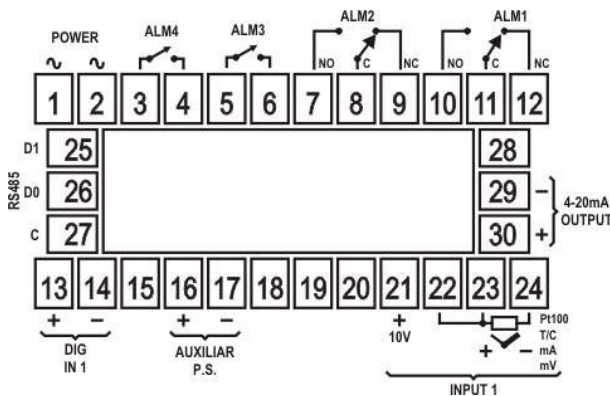 POWER ALM4 ALM3 ALM2 ALM1
∿ ∿ NO C NC NO C NC
1 2 3 4 5 6 7 8 9 10 11 12
D1 25 28
RS485
D0 26 29 −
4-20mA
OUTPUT
C 27 30 +
13 14 15 16 17 18 19 20 21 22 23 24
+ − + − + Pt100
10V T/C
DIG AUXILIAR + − mA
IN 1 P.S. mV
INPUT 1